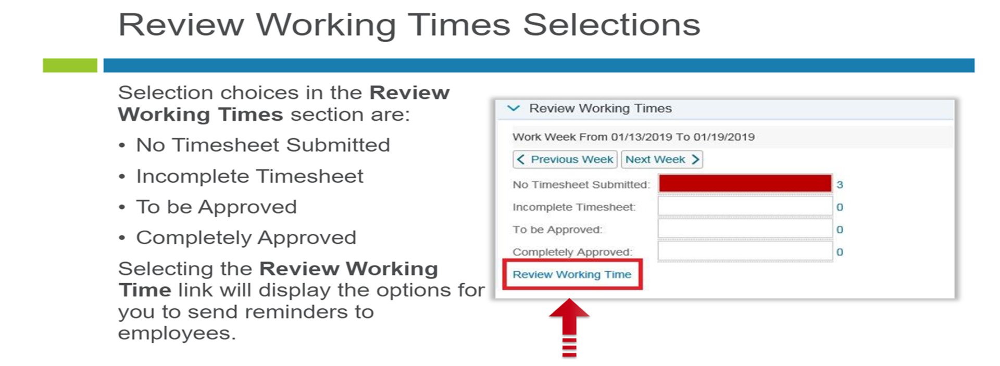 Review Working Times Selections
Selection choices in the Review
Working Times section are:
• No Timesheet Submitted
• Incomplete Timesheet
• To be Approved
• Completely Approved
Selecting the Review Working
Time link will display the options for
you to send reminders to
employees.
Review Working Times
Work Week From 01/13/2019 To 01/19/2019
Previous Week Next Week
No Timesheet Submitted: 3
Incomplete Timesheet: 0
To be Approved: 0
Completely Approved: 0
Review Working Time